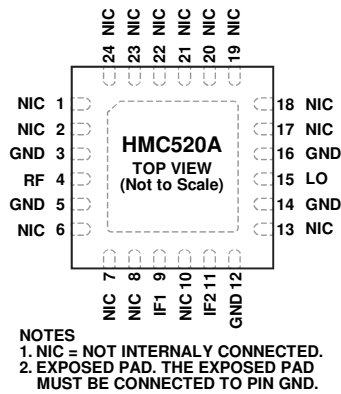 24 NIC
23 NIC
22 NIC
21 NIC
20 NIC
19 NIC
NIC 1
NIC 2
GND 3
RF 4
GND 5
NIC 6
HMC520A
TOP VIEW
(Not to Scale)
18 NIC
17 NIC
16 GND
15 LO
14 GND
13 NIC
NIC 7
NIC 8
IF1 9
NIC 10
IF2 11
GND 12
NOTES
1. NIC = NOT INTERNALY CONNECTED.
2. EXPOSED PAD. THE EXPOSED PAD
MUST BE CONNECTED TO PIN GND.